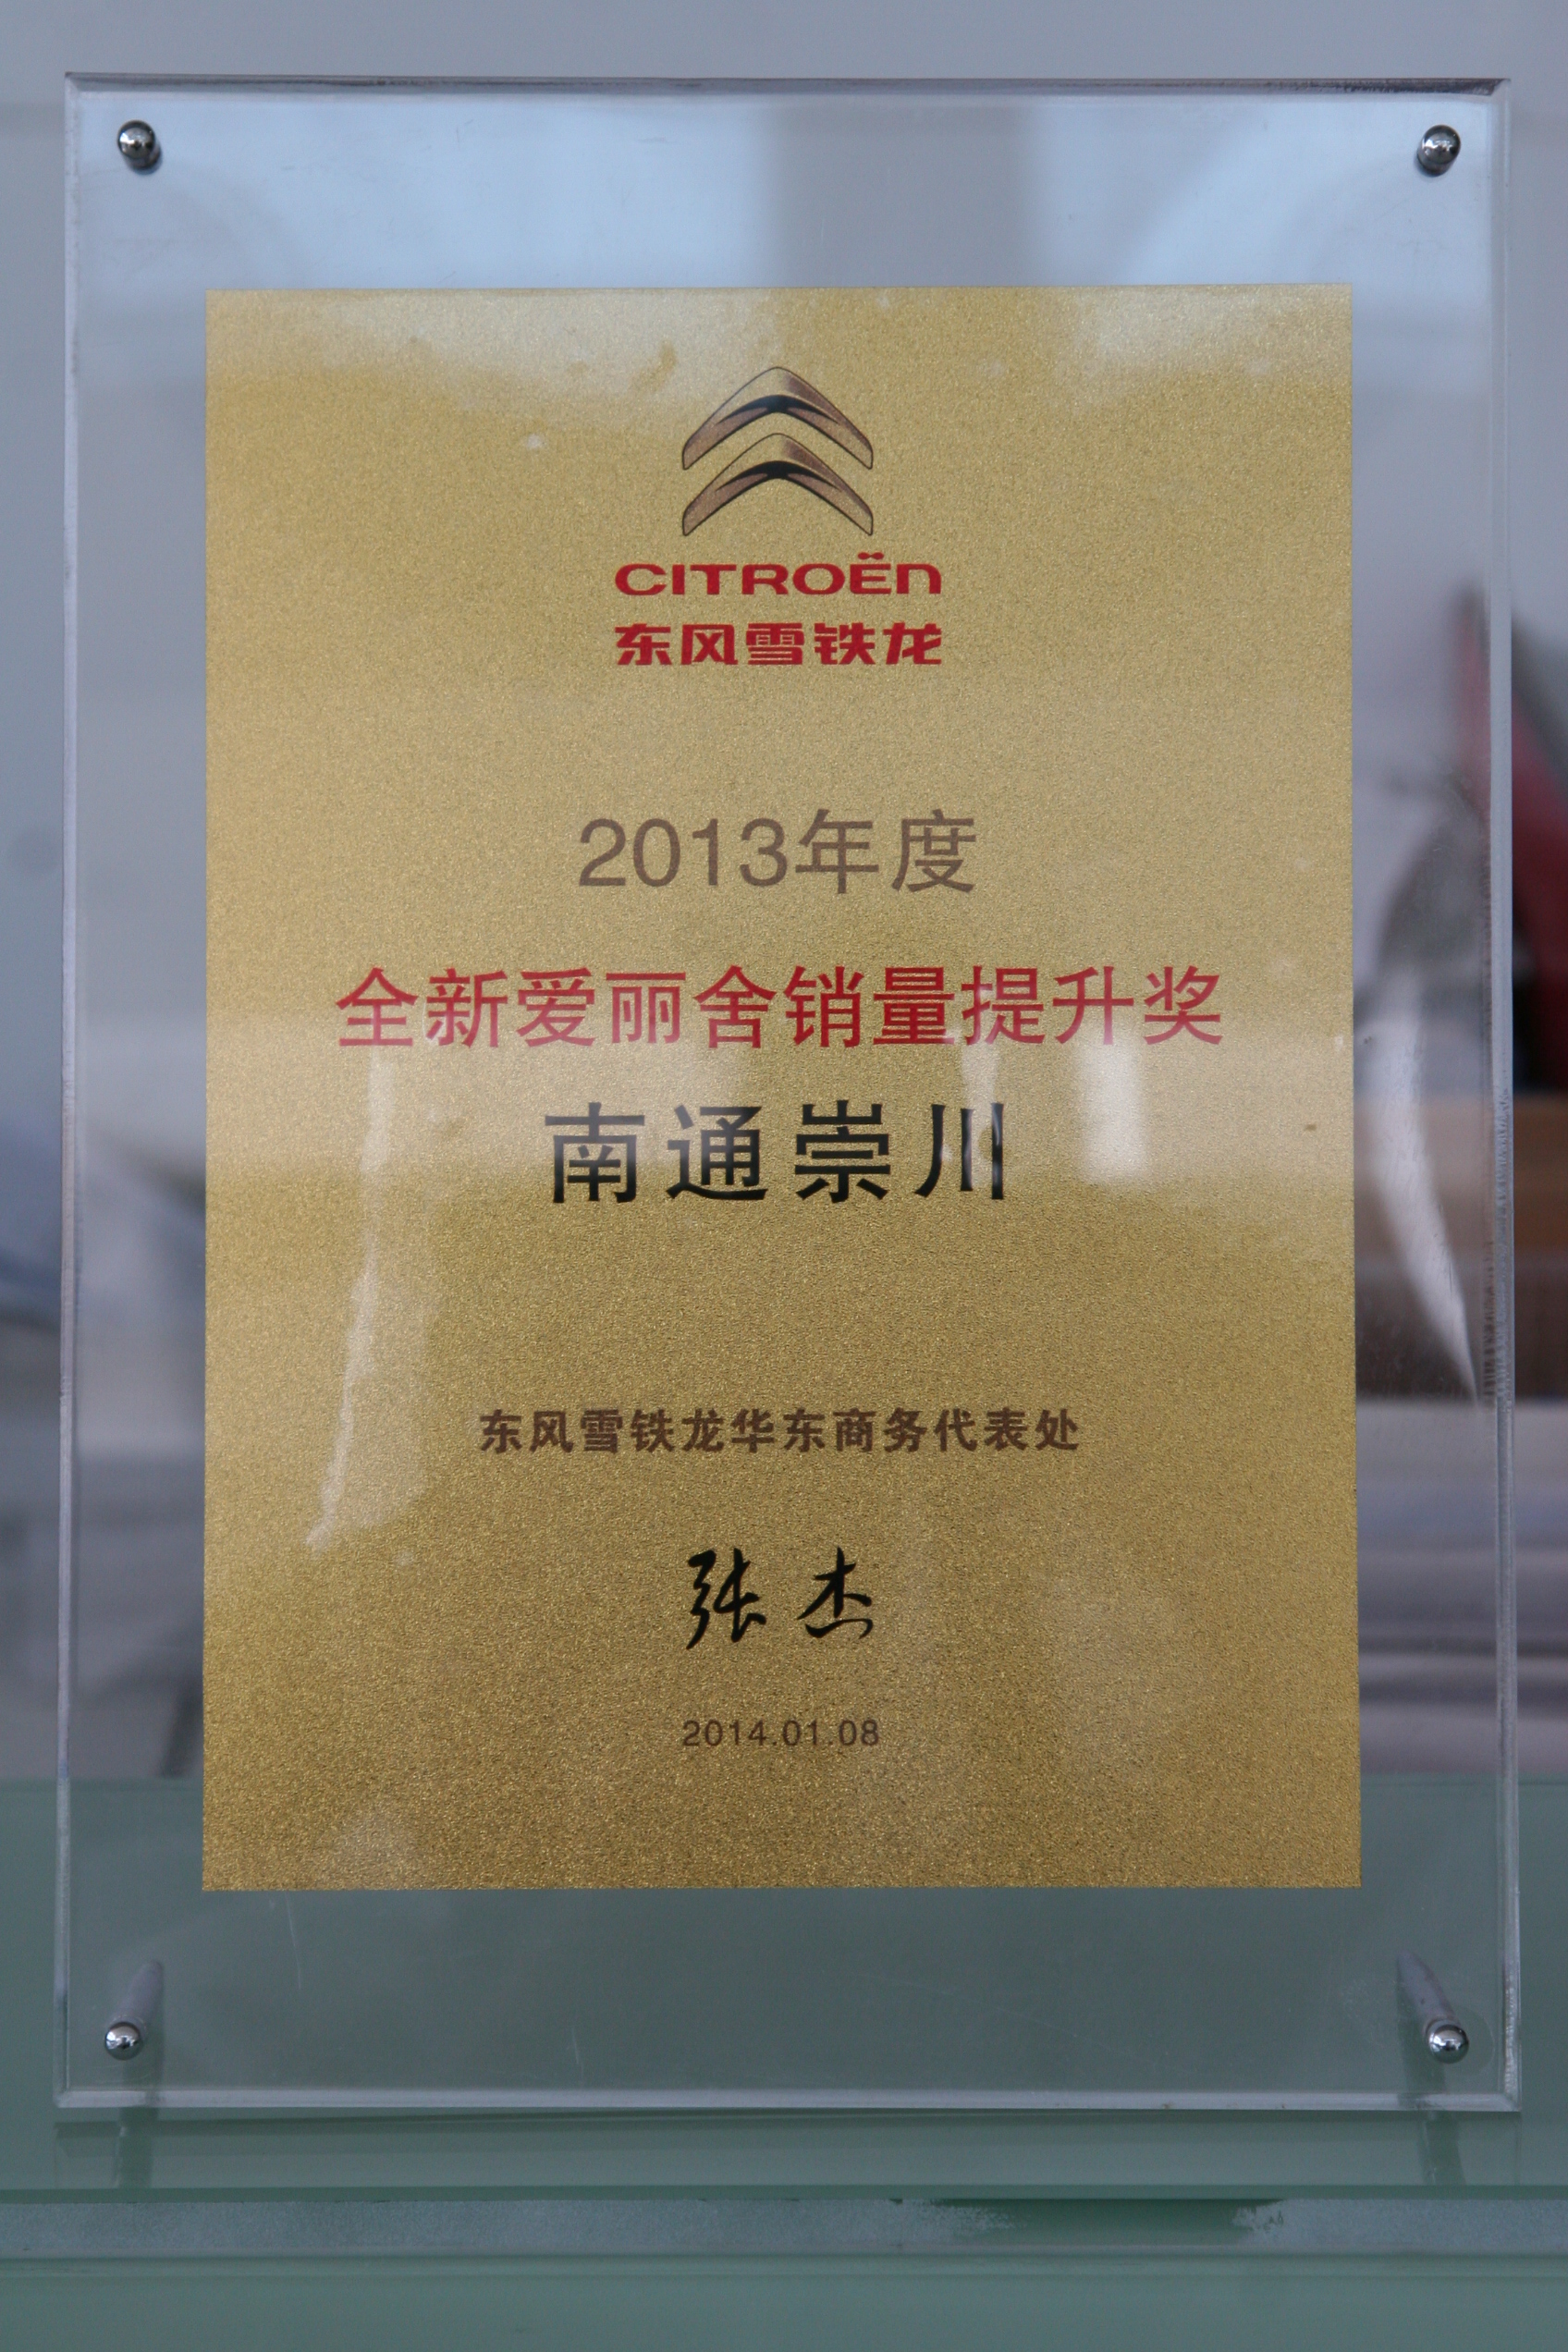 CITROËN
东风雪铁龙
2013年度
全新爱丽舍销量提升奖
南通崇川
东风雪铁龙华东商务代表处
张杰
2014.01.08